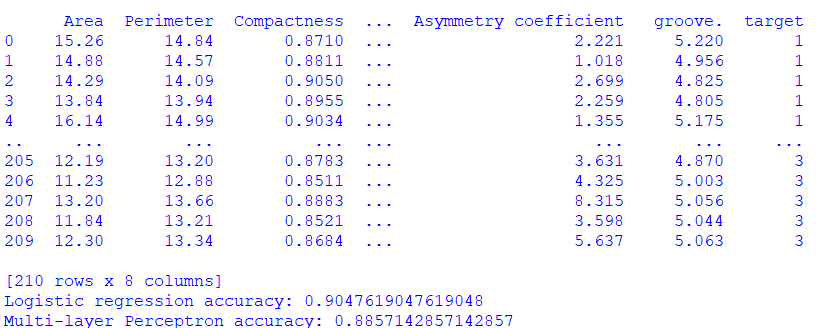 Area Perimeter Compactness ... Asymmetry coefficient groove. target
0 15.26 14.84 0.8710 ... 2.221 5.220 1
1 14.88 14.57 0.8811 ... 1.018 4.956 1
2 14.29 14.09 0.9050 ... 2.699 4.825 1
3 13.84 13.94 0.8955 ... 2.259 4.805 1
4 16.14 14.99 0.9034 ... 1.355 5.175 1
.. ... ... ... ... ... ... ...
205 12.19 13.20 0.8783 ... 3.631 4.870 3
206 11.23 12.88 0.8511 ... 4.325 5.003 3
207 13.20 13.66 0.8883 ... 8.315 5.056 3
208 11.84 13.21 0.8521 ... 3.598 5.044 3
209 12.30 13.34 0.8684 ... 5.637 5.063 3
[210 rows x 8 columns]
Logistic regression accuracy: 0.9047619047619048
Multi-layer Perceptron accuracy: 0.8857142857142857